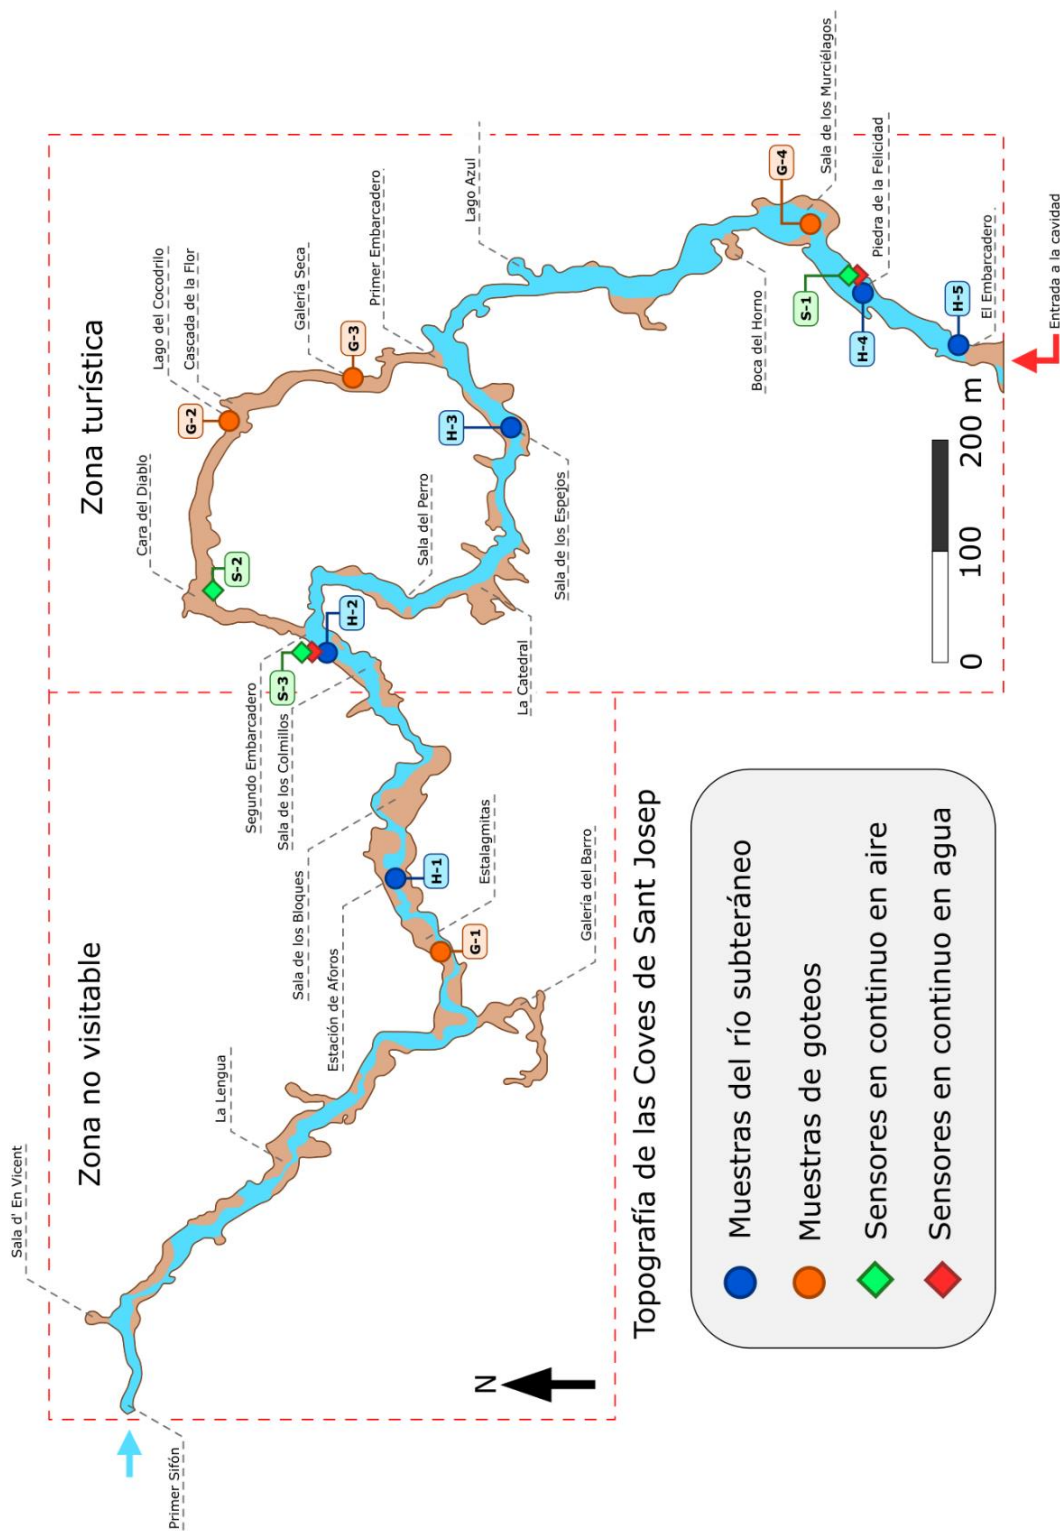 Sala d' En Vicent
Zona no visitable
Zona turística
Primer Sifón
La Lengua
Estación de Aforos
Sala de los Bloques
Segundo Embarcadero
Sala de los Colmillos
Cara del Diablo
Lago del Cocodrilo
Cascada de la Flor
Galería Seca
Primer Embarcadero
Lago Azul
S-2
G-2
S-3
H-2
G-3
Sala del Perro
H-1
H-3
G-1
Estalagmitas
N
La Catedral
Sala de los Espejos
Galería del Barro
Topografía de las Coves de Sant Josep
Boca del Horno
G-4
Sala de los Murciélagos
S-1
Piedra de la Felicidad
H-4
H-5
El Embarcadero
Entrada a la cavidad
0 100 200 m
Muestras del río subteráneo
Muestras de goteos
Sensores en continuo en aire
Sensores en continuo en agua